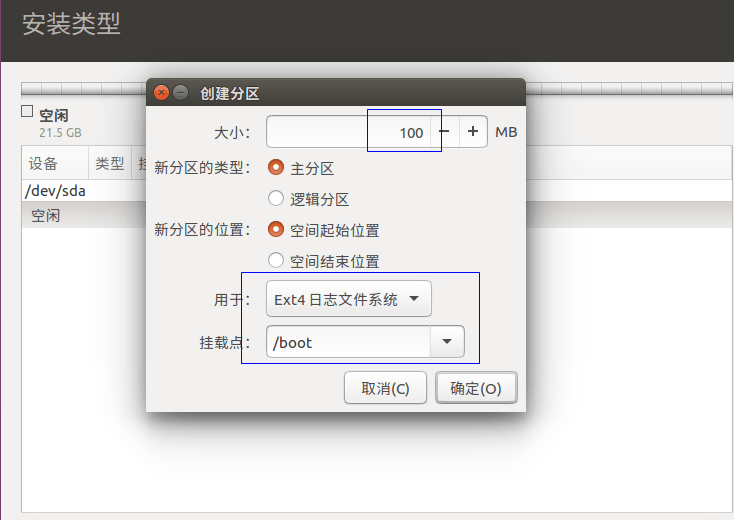 安装类型
空闲
21.5 GB
设备 类型
/dev/sda
空闲
创建分区
大小： 100 MB
新分区的类型： 主分区
逻辑分区
新分区的位置： 空间起始位置
空间结束位置
用于： Ext4 日志文件系统
挂载点： /boot
取消(C) 确定(O)